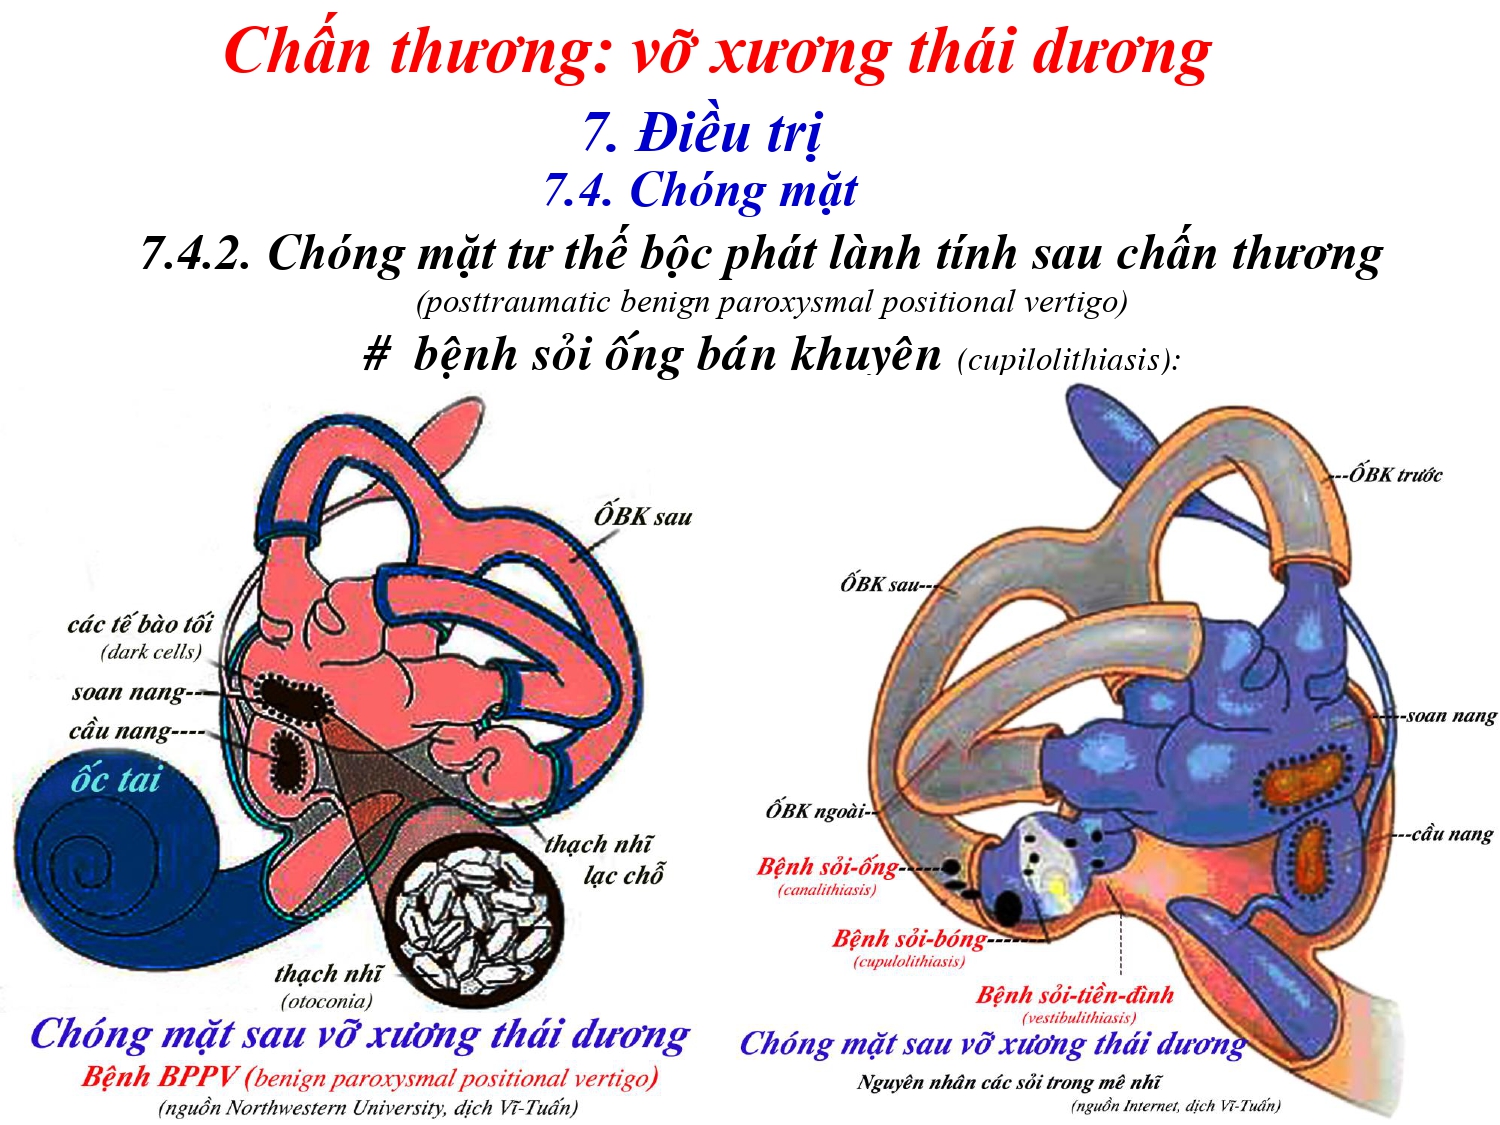 Chấn thương: vỡ xương thái dương
7. Điều trị
7.4. Chóng mặt
7.4.2. Chóng mặt tư thế bộc phát lành tính sau chấn thương
(posttraumatic benign paroxysmal positional vertigo)
# bệnh sỏi ống bán khuyên (cupilolithiasis):
ỐBK sau
các tế bào tối
(dark cells)
soan nang--
cầu nang----
ốc tai
thạch nhĩ
lạc chỗ
thạch nhĩ
(otoconia)
Chóng mặt sau vỡ xương thái dương
Bệnh BPPV (benign paroxysmal positional vertigo)
(nguồn Northwestern University, dịch Vĩ-Tuấn)
---ỐBK trước
ỐBK sau---
----soan nang
ỐBK ngoài--
---cầu nang
Bệnh sỏi-ống------
(canalithiasis)
Bệnh sỏi-bóng-------
(cupulolithiasis)
Bệnh sỏi-tiền-đình
(vestibulithiasis)
Chóng mặt sau vỡ xương thái dương
Nguyên nhân các sỏi trong mê nhĩ
(nguồn Internet, dịch Vĩ-Tuấn)